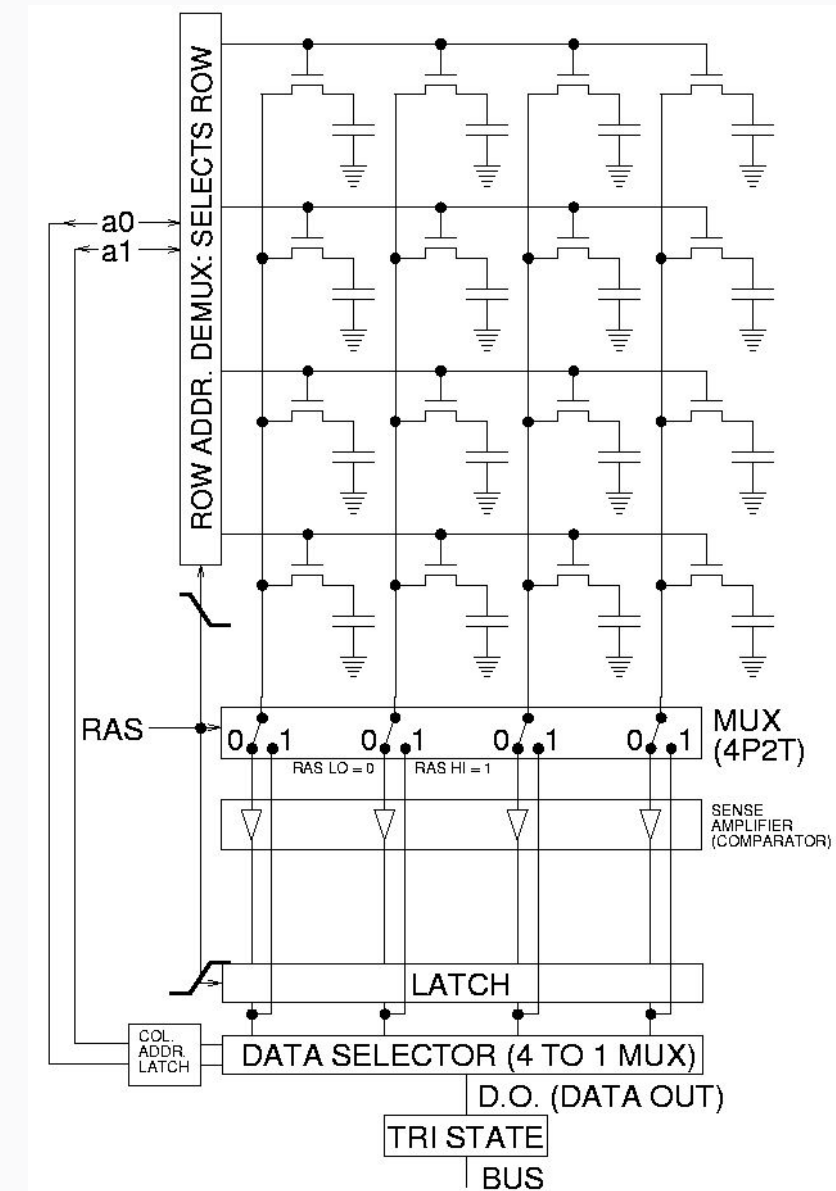 ROW ADDR. DEMUX: SELECTS ROW
a0
a1
RAS
MUX
(4P2T)
0 1 0 1 0 1 0 1
RAS LO = 0 RAS HI = 1
SENSE
AMPLIFIER
(COMPARATOR)
LATCH
COL.
ADDR.
LATCH
DATA SELECTOR (4 TO 1 MUX)
D.O. (DATA OUT)
TRI STATE
BUS